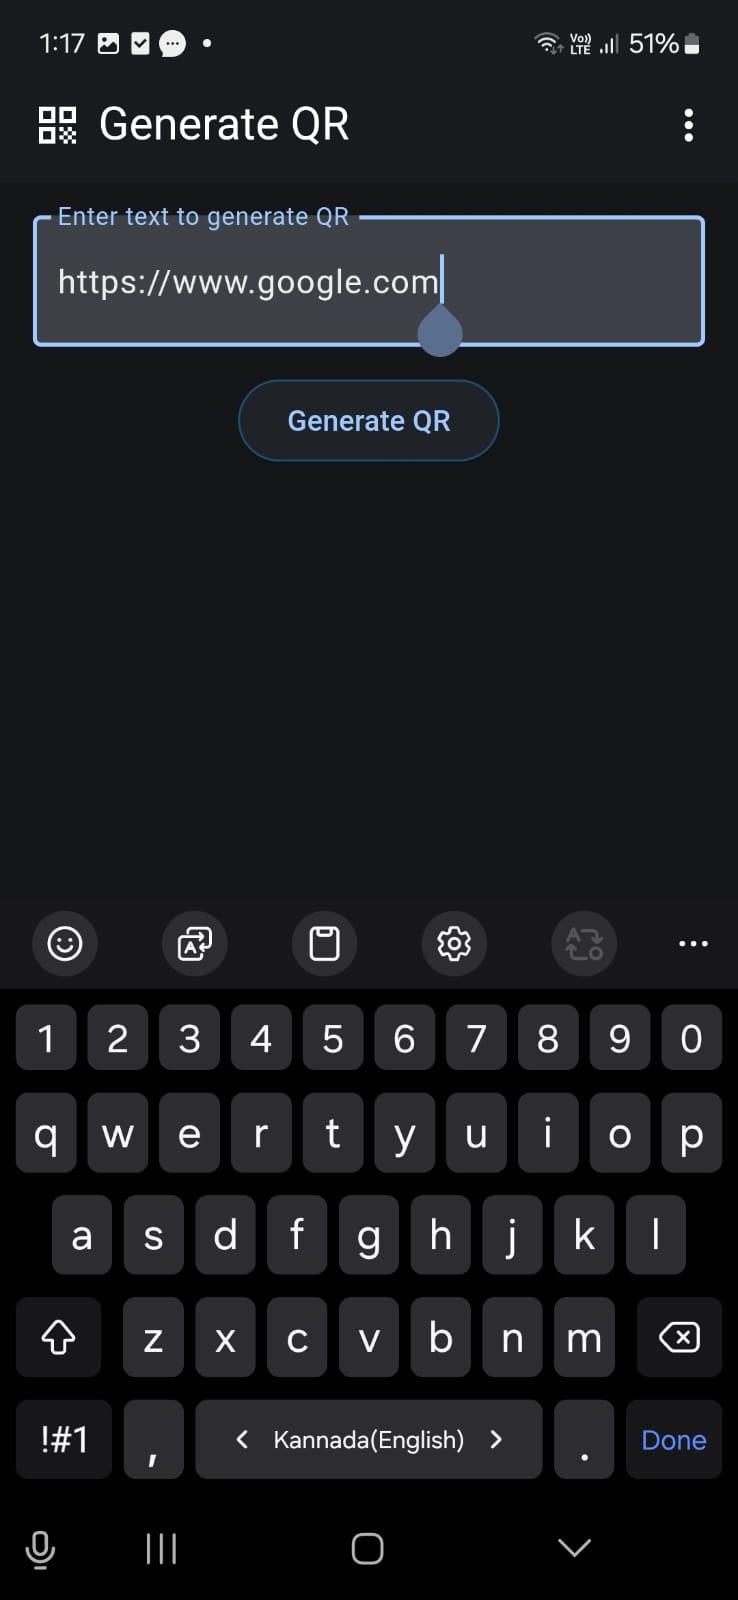 1:17 Vo)) LTE 51%
Generate QR
Enter text to generate QR
https://www.google.com
Generate QR
1 2 3 4 5 6 7 8 9 0
q w e r t y u i o p
a s d f g h j k l
z x c v b n m
!#1 , Kannada(English) . Done